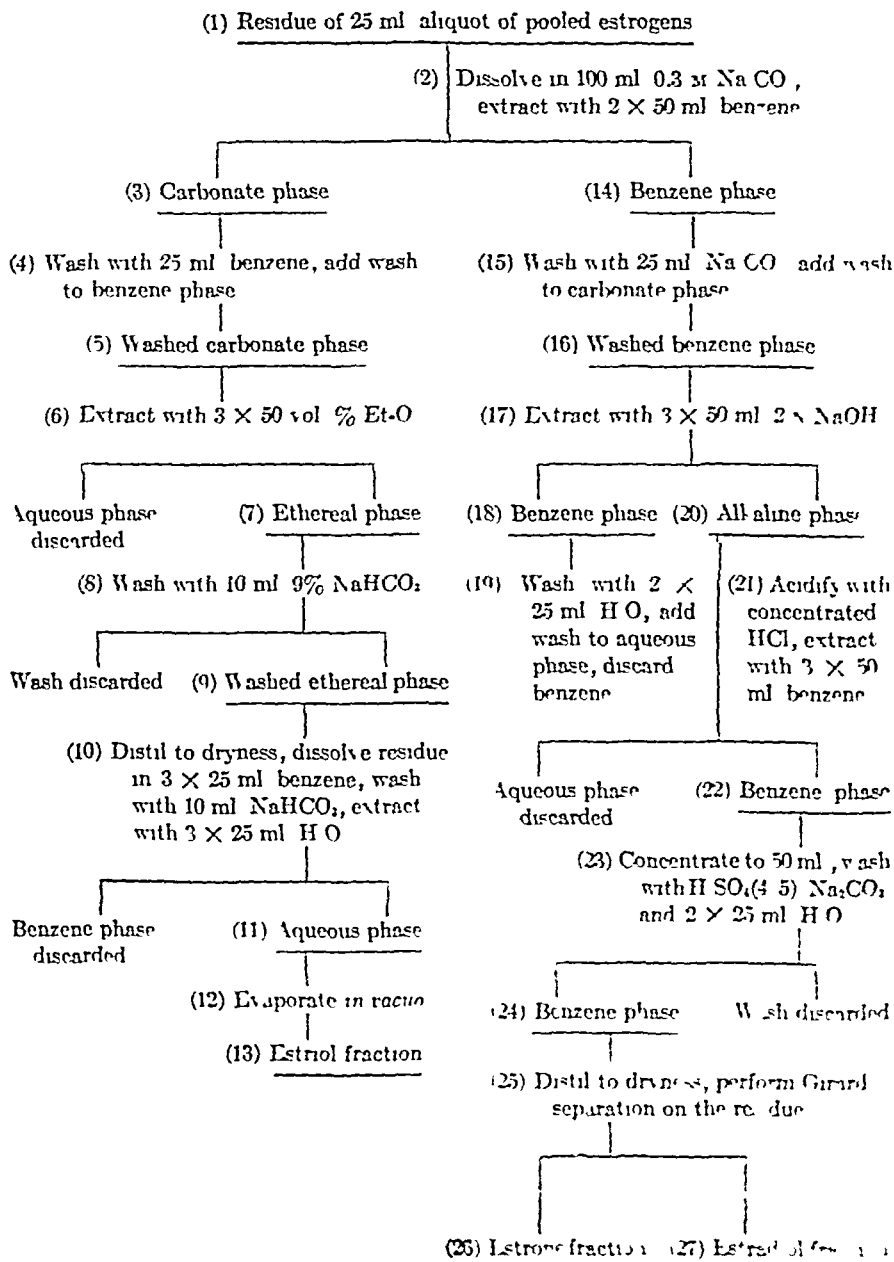 (1) Residue of 25 ml aliquot of pooled estrogens
(2) Dissolve in 100 ml 0.3 M Na CO ,
extract with 2 × 50 ml benzene
(3) Carbonate phase
(14) Benzene phase
(4) Wash with 25 ml benzene, add wash
to benzene phase
(15) Wash with 25 ml Na CO add wash
to carbonate phase
(5) Washed carbonate phase
(16) Washed benzene phase
(6) Extract with 3 × 50 vol % Et-O
(17) Extract with 3 × 50 ml 2 N NaOH
Aqueous phase
discarded
(7) Ethereal phase
(18) Benzene phase
(20) Alkaline phase
(8) Wash with 10 ml 9% NaHCO₃
(19) Wash with 2 ×
25 ml H O, add
wash to aqueous
phase, discard
benzene
(21) Acidify with
concentrated
HCl, extract
with 3 × 50
ml benzene
Wash discarded
(9) Washed ethereal phase
(10) Distil to dryness, dissolve residue
in 3 × 25 ml benzene, wash
with 10 ml NaHCO₃, extract
with 3 × 25 ml H O
Aqueous phase
discarded
(22) Benzene phase
(23) Concentrate to 50 ml, wash
with H SO₄(4 5) Na₂CO₃
and 2 × 25 ml H O
Benzene phase
discarded
(11) Aqueous phase
(12) Evaporate in vacuo
(13) Estriol fraction
(24) Benzene phase
Wash discarded
(25) Distil to dryness, perform Girard
separation on the residue
(26) Estrone fraction (27) Estradiol